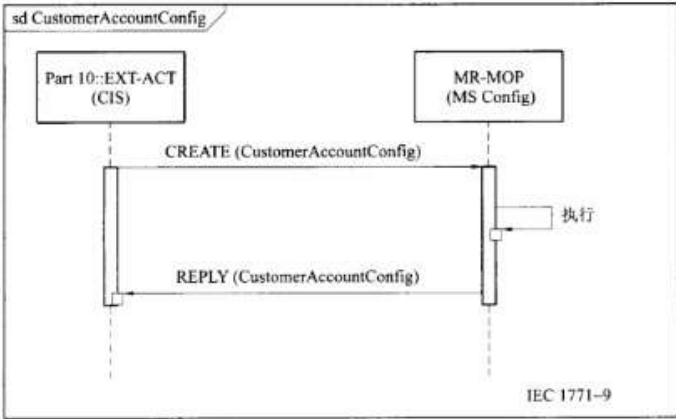 sd CustomerAccountConfig
Part 10::EXT-ACT
(CIS)
MR-MOP
(MS Config)
CREATE (CustomerAccountConfig)
执行
REPLY (CustomerAccountConfig)
IEC 1771-9